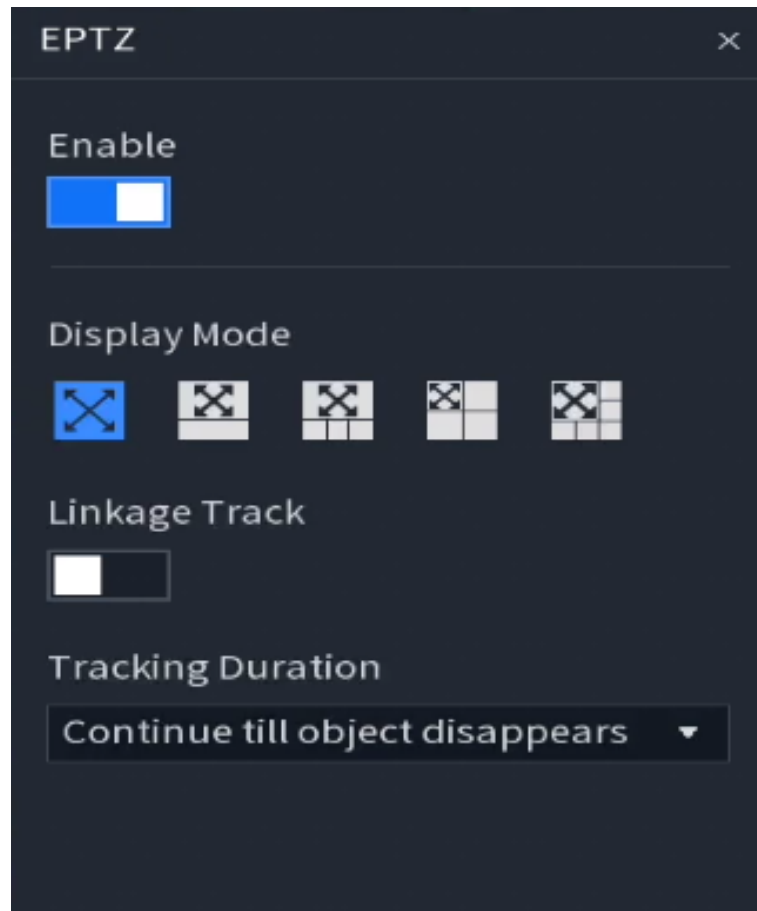 EPTZ
Enable
Display Mode
Linkage Track
Tracking Duration
Continue till object disappears